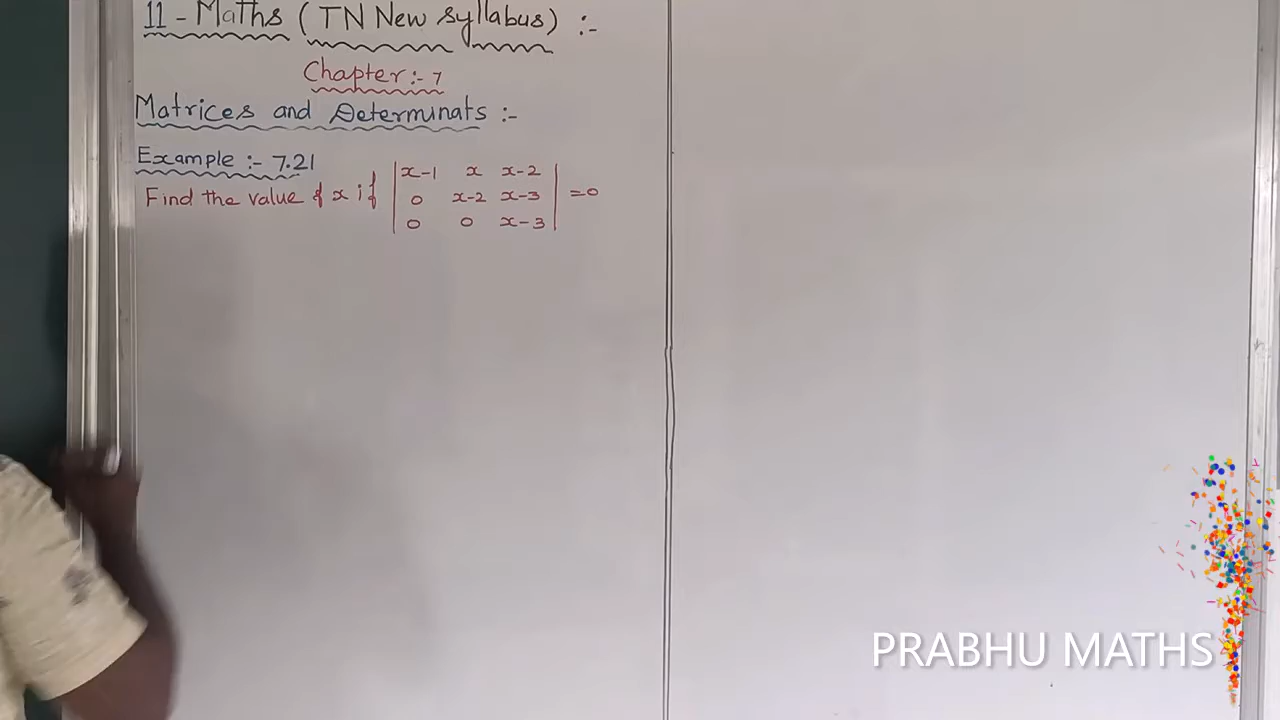 11 - Maths (TN New Syllabus) :-
Chapter :- 7
Matrices and Determinats :-
Example :- 7.21
Find the value of x if | x-1 x x-2 | = 0
| 0 x-2 x-3 |
| 0 0 x-3 |
PRABHU MATHS